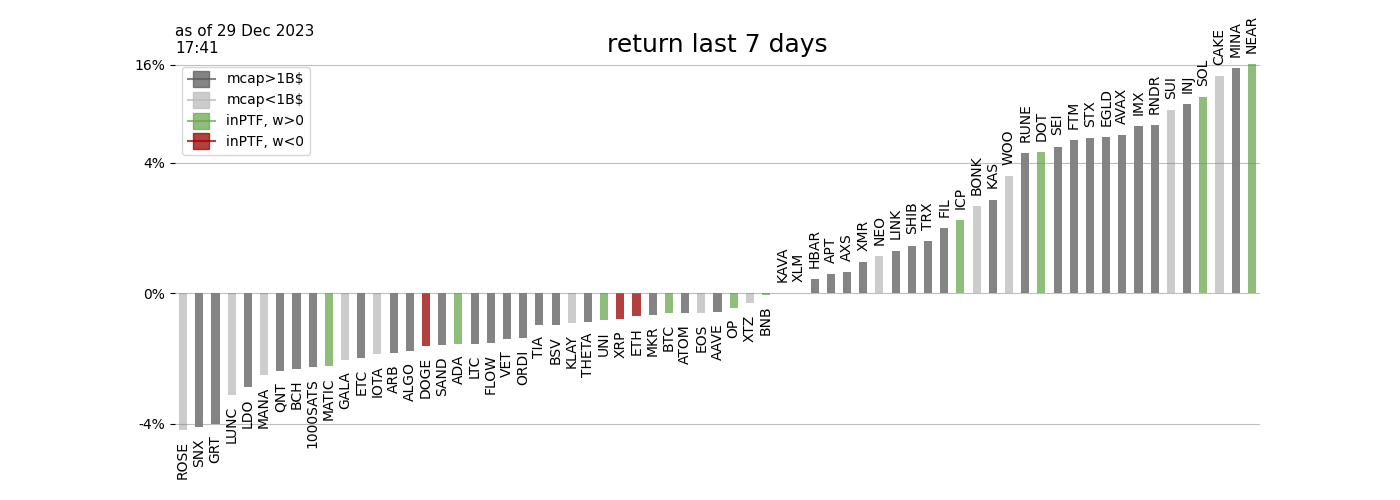 as of 29 Dec 2023
17:41
return last 7 days
16%
4%
0%
-4%
mcap>1B$
mcap<1B$
inPTF, w>0
inPTF, w<0
ROSE
SNX
GRT
LUNC
LDO
MANA
QNT
BCH
1000SATS
MATIC
GALA
ETC
IOTA
ARB
ALGO
DOGE
SAND
ADA
LTC
FLOW
VET
ORDI
TIA
BSV
KLAY
THETA
UNI
XRP
ETH
MKR
BTC
ATOM
EOS
AAVE
OP
XTZ
BNB
KAVA
XLM
HBAR
APT
AXS
XMR
NEO
LINK
SHIB
TRX
FIL
ICP
BONK
KAS
WOO
RUNE
DOT
SEI
FTM
STX
EGLD
AVAX
IMX
RNDR
SUI
INJ
SOL
CAKE
MINA
NEAR